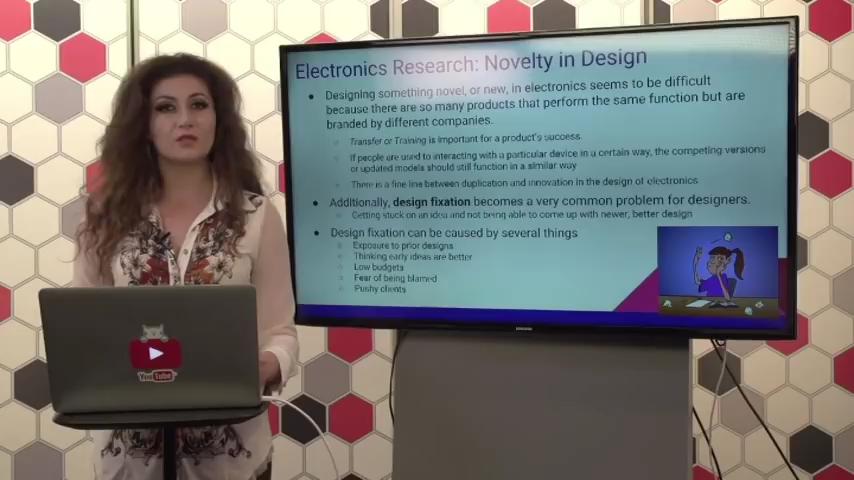 Electronics Research: Novelty in Design
Designing something novel, or new, in electronics seems to be difficult
because there are so many products that perform the same function but are
branded by different companies.
Transfer or Training is important for a product's success.
If people are used to interacting with a particular device in a certain way, the competing versions
or updated models should still function in a similar way
There is a fine line between duplication and innovation in the design of electronics
Additionally, design fixation becomes a very common problem for designers.
Getting stuck on an idea and not being able to come up with newer, better design
Design fixation can be caused by several things
Exposure to prior designs
Thinking early ideas are better
Low budgets
Fear of being blamed
Pushy clients
YouTube
SAMSUNG